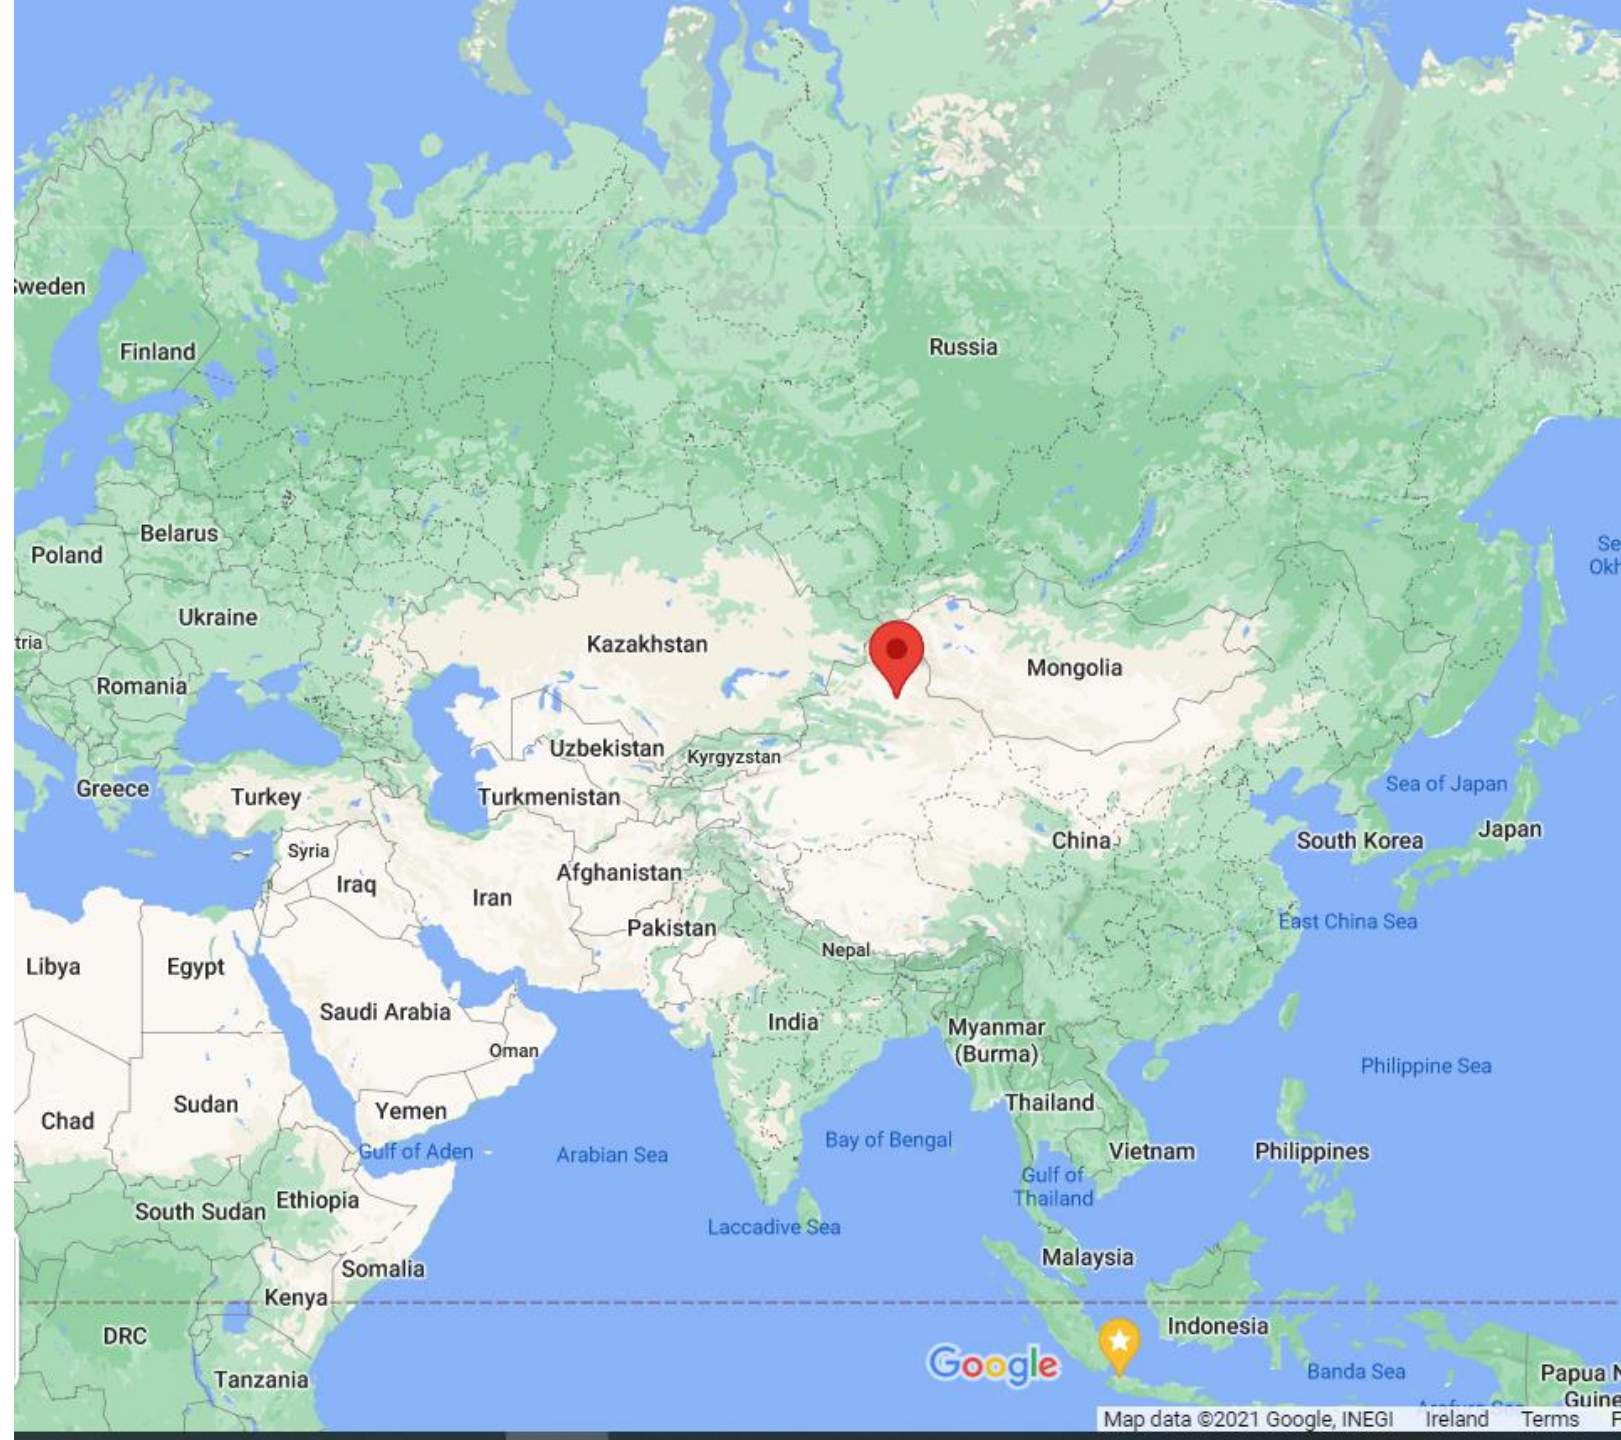 Sweden
Finland
Russia
Belarus
Poland
Se
Okh
Ukraine
tria
Kazakhstan
Mongolia
Romania
Uzbekistan
Kyrgyzstan
Sea of Japan
Greece
Turkey
Turkmenistan
Japan
South Korea
China
Syria
Afghanistan
Iraq
Iran
East China Sea
Pakistan
Nepal
Libya
Egypt
Saudi Arabia
India
Myanmar
(Burma)
Oman
Philippine Sea
Sudan
Thailand
Yemen
Chad
Bay of Bengal
Gulf of Aden
Arabian Sea
Vietnam
Philippines
Gulf of
Thailand
Ethiopia
South Sudan
Laccadive Sea
Malaysia
Somalia
Kenya
Indonesia
DRC
Google
Banda Sea
Papua N
Guine
Tanzania
Map data ©2021 Google, INEGI Ireland Terms